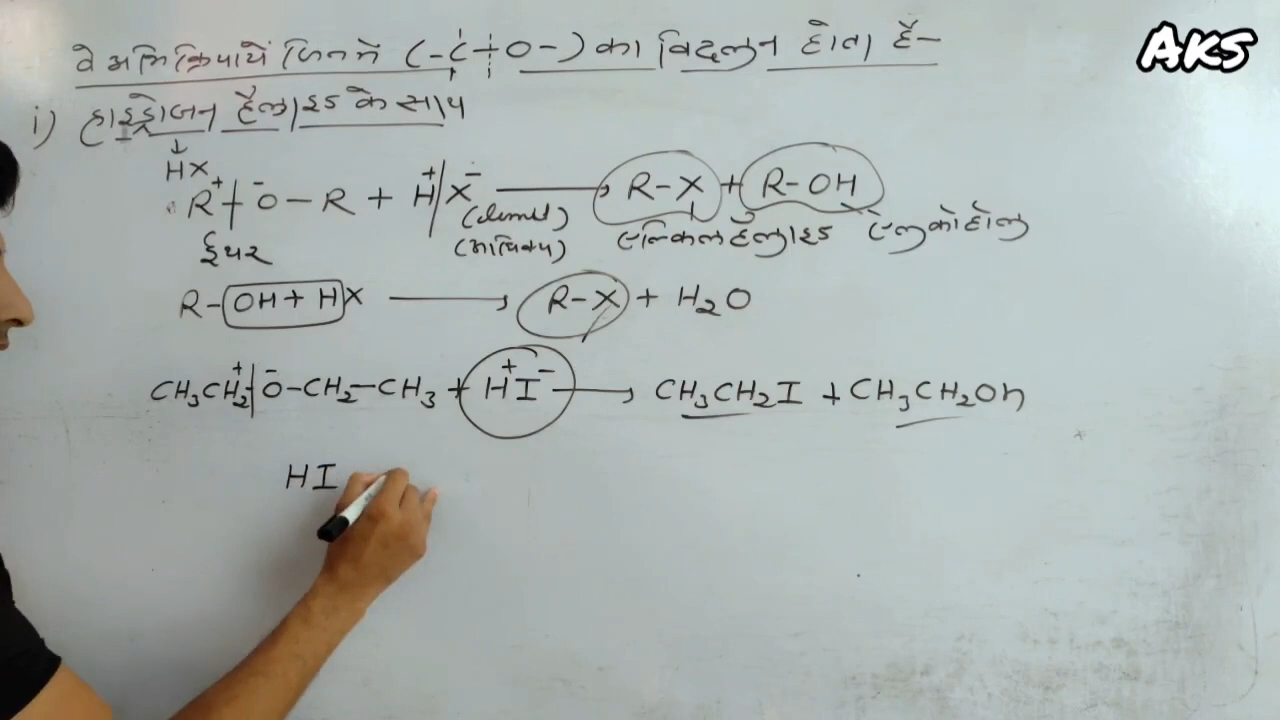 वे अभिक्रियायें जिनमें (-C+O-) का विदलन होता है-
AKS
i) हाइड्रोजन हैलाइड के साथ
↓
HX
R⁺|⁻O-R + H⁺|X⁻ → R-X + R-OH
(आधिक्य)
ईथर
एल्किल हैलाइड
एल्कोहॉल
R-OH + HX → R-X + H₂O
CH₃CH₂⁺|⁻O-CH₂-CH₃ + H⁺I⁻ → CH₃CH₂I + CH₃CH₂OH
HI